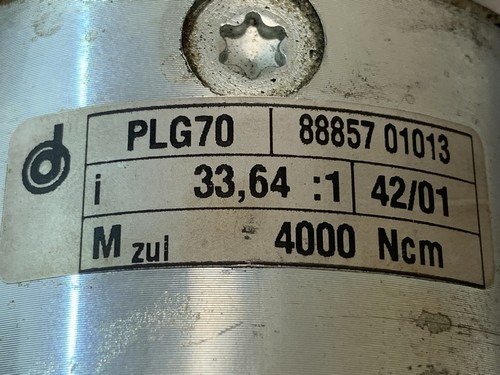 PLG70 88857 01013
i 33,64 :1 42/01
M zul 4000 Ncm